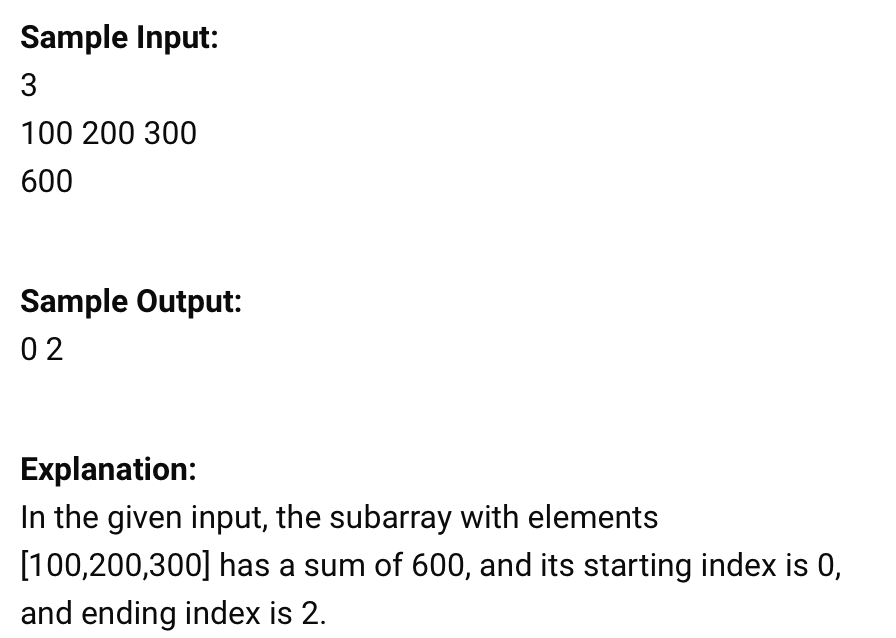 Sample Input:
3
100 200 300
600
Sample Output:
0 2
Explanation:
In the given input, the subarray with elements
[100,200,300] has a sum of 600, and its starting index is 0,
and ending index is 2.